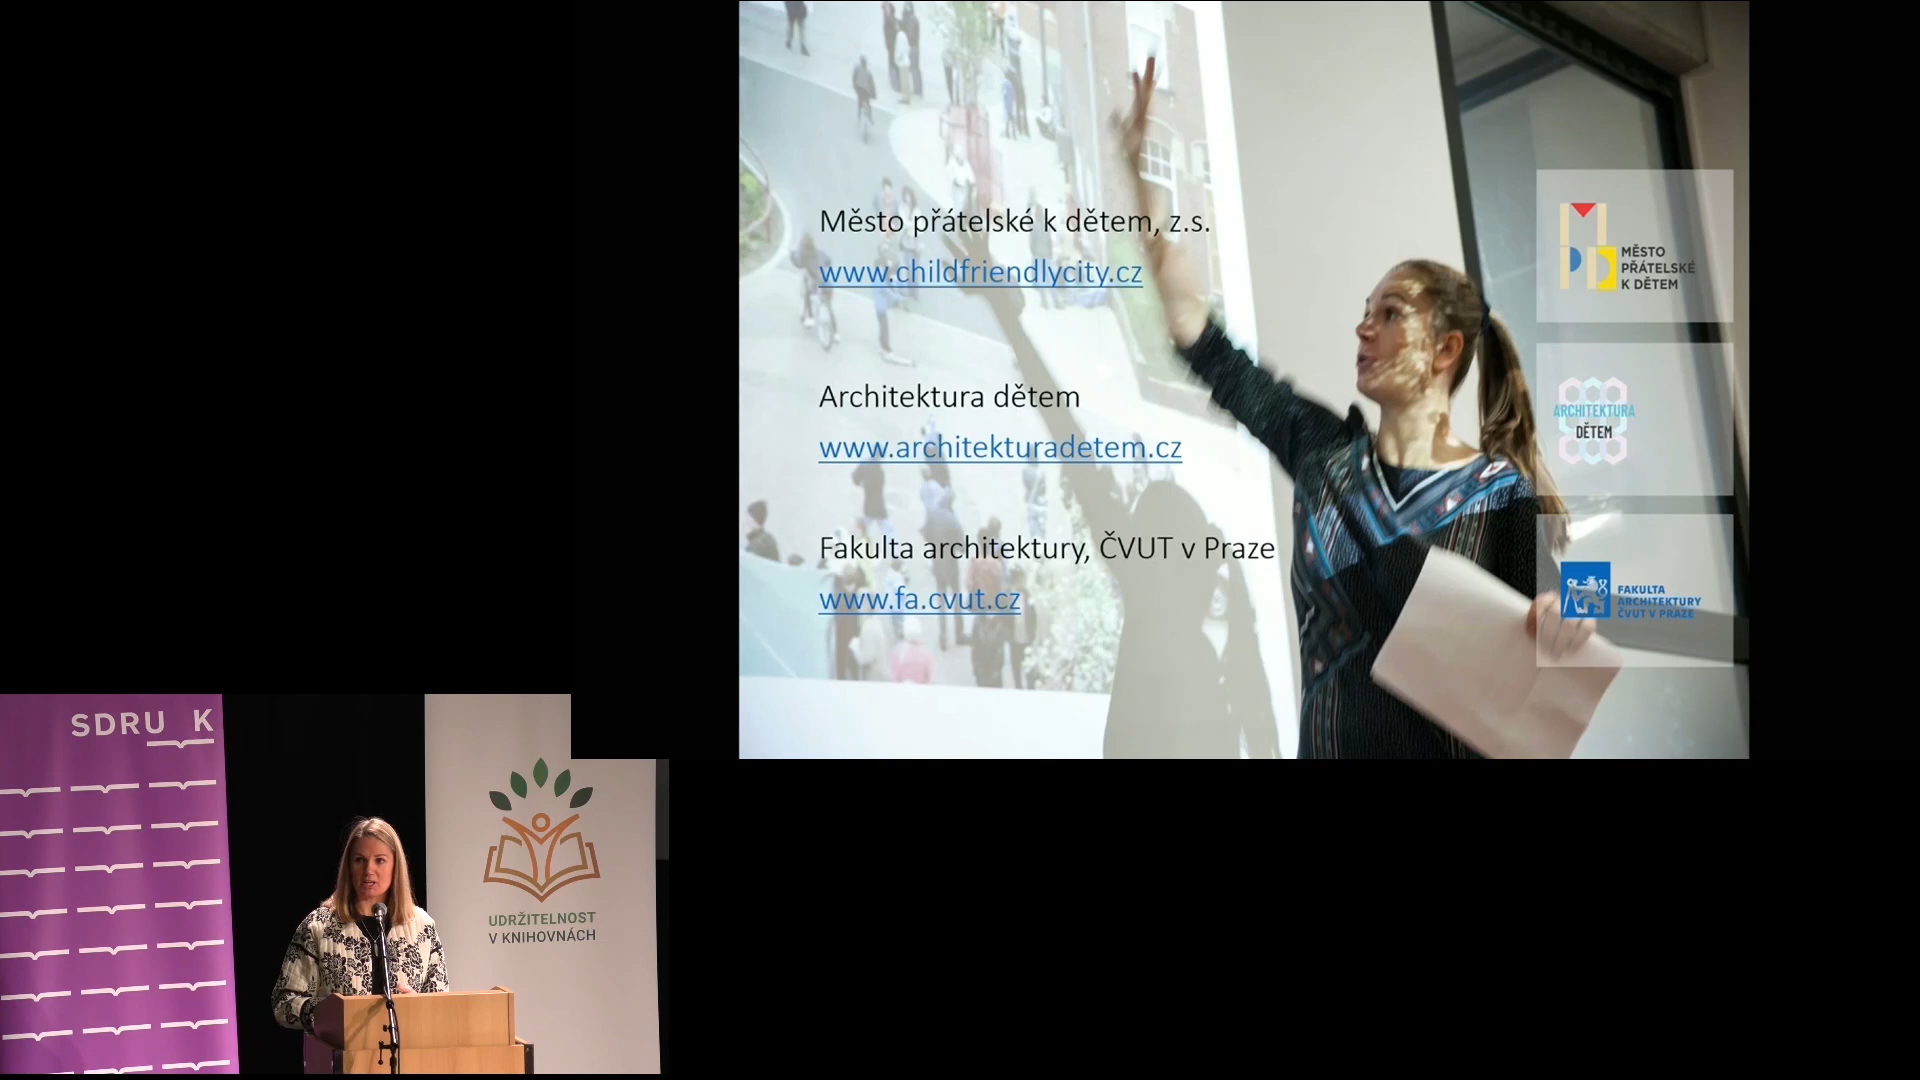 Město přátelské k dětem, z.s.
www.childfriendlycity.cz
Architektura dětem
www.architekturadetem.cz
Fakulta architektury, ČVUT v Praze
www.fa.cvut.cz
MĚSTO
PŘÁTELSKÉ
K DĚTEM
ARCHITEKTURA
DĚTEM
FAKULTA
ARCHITEKTURY
ČVUT V PRAZE
SDRU K
UDRŽITELNOST
V KNIHOVNÁCH